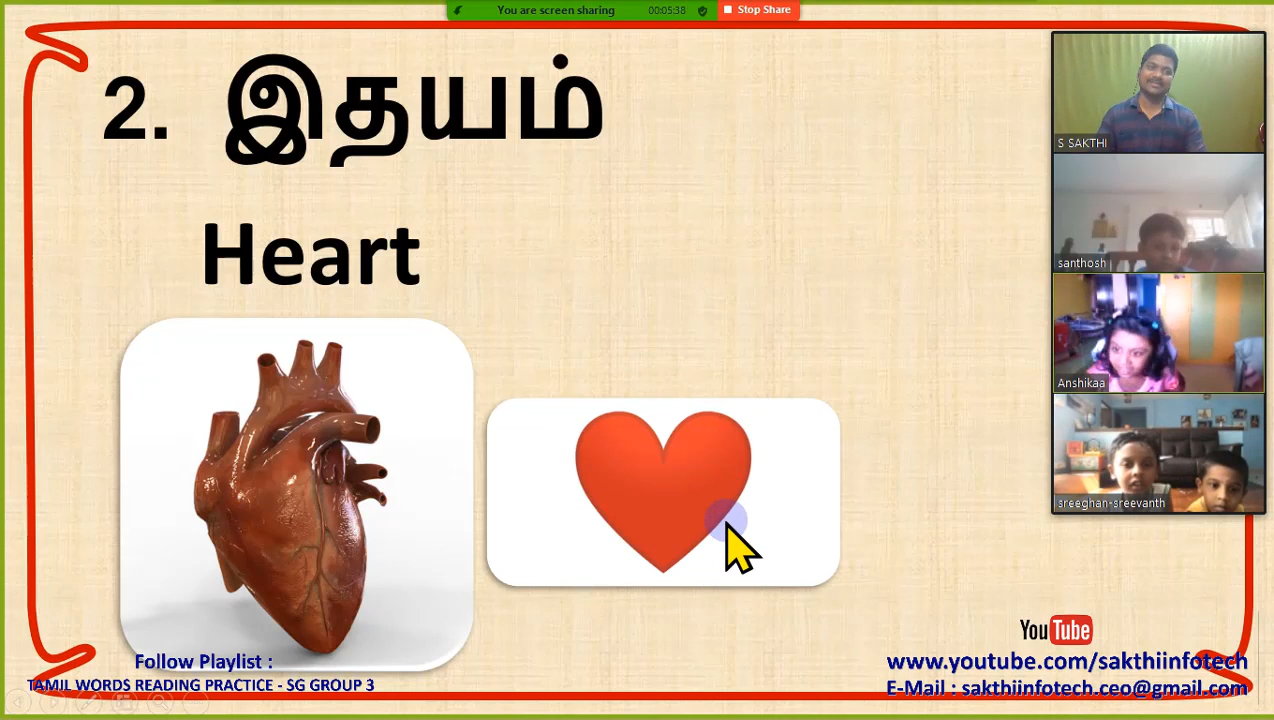 You are screen sharing 00:05:38 Stop Share
2. இதயம்
Heart
S SAKTHI
santhosh
Anshikaa
sreeghan-sreevanth
YouTube
Follow Playlist :
TAMIL WORDS READING PRACTICE - SG GROUP 3
www.youtube.com/sakthiinfotech
E-Mail : sakthiinfotech.ceo@gmail.com